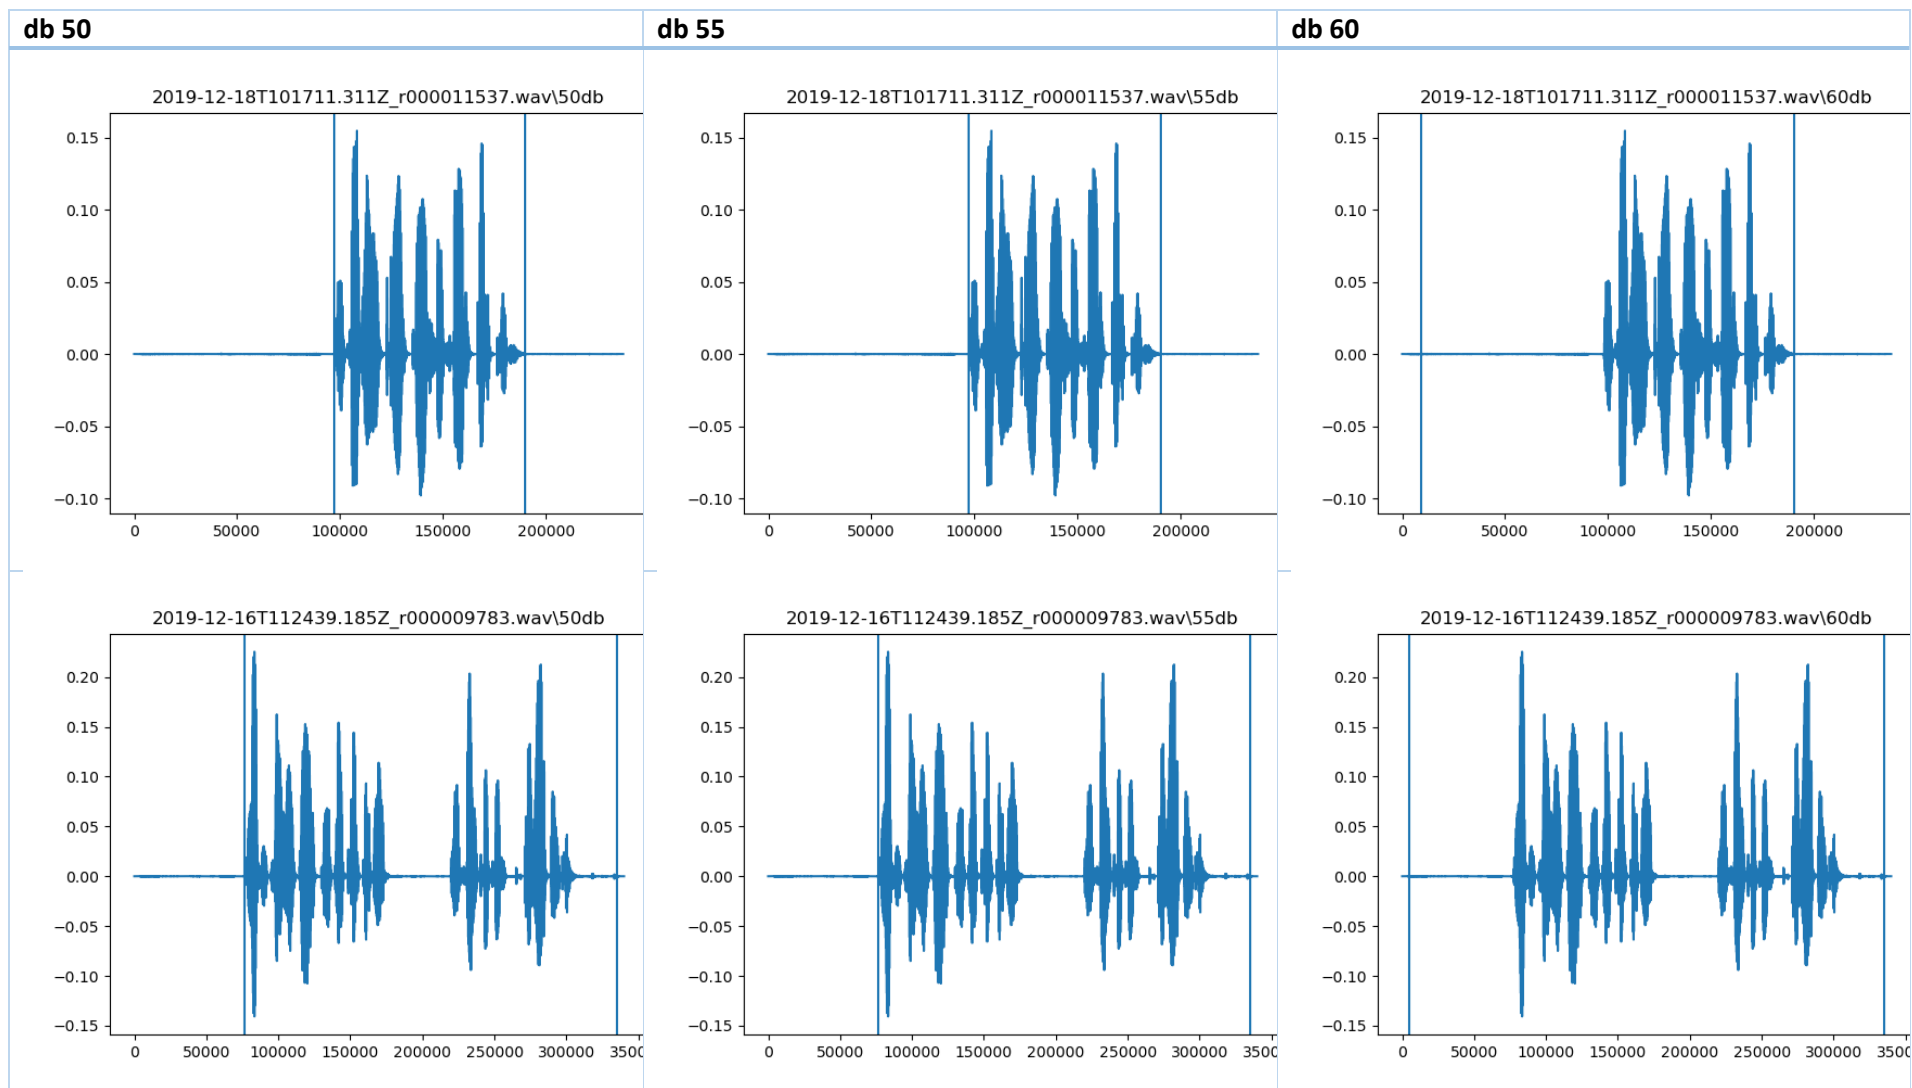 db 50 db 55 db 60
2019-12-18T101711.311Z_r000011537.wav\50db 2019-12-18T101711.311Z_r000011537.wav\55db 2019-12-18T101711.311Z_r000011537.wav\60db
0.15 0.15 0.15
0.10 0.10 0.10
0.05 0.05 0.05
0.00 0.00 0.00
−0.05 −0.05 −0.05
−0.10 −0.10 −0.10
0 50000 100000 150000 200000 0 50000 100000 150000 200000 0 50000 100000 150000 200000
2019-12-16T112439.185Z_r000009783.wav\50db 2019-12-16T112439.185Z_r000009783.wav\55db 2019-12-16T112439.185Z_r000009783.wav\60db
0.20 0.20 0.20
0.15 0.15 0.15
0.10 0.10 0.10
0.05 0.05 0.05
0.00 0.00 0.00
−0.05 −0.05 −0.05
−0.10 −0.10 −0.10
−0.15 −0.15 −0.15
0 50000 100000 150000 200000 250000 300000 3500 0 50000 100000 150000 200000 250000 300000 3500 0 50000 100000 150000 200000 250000 300000 3500